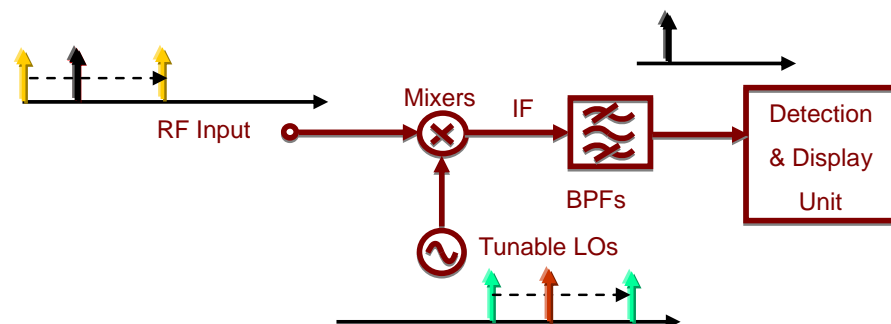 Mixers
IF
RF Input
Detection
& Display
Unit
BPFs
Tunable LOs